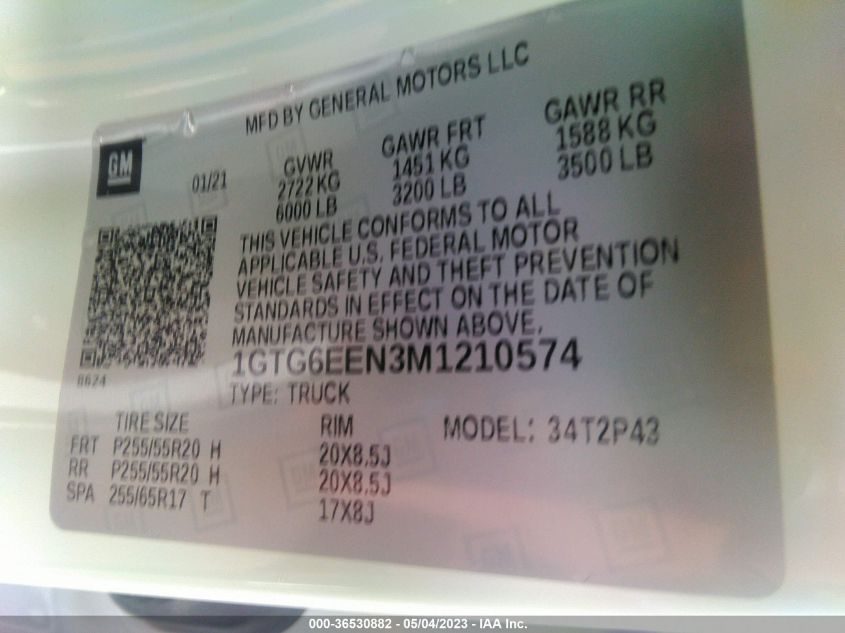 MFD BY GENERAL MOTORS LLC
GM
01/21
GVWR
2722 KG
6000 LB
GAWR FRT
1451 KG
3200 LB
GAWR RR
1588 KG
3500 LB
THIS VEHICLE CONFORMS TO ALL
APPLICABLE U.S. FEDERAL MOTOR
VEHICLE SAFETY AND THEFT PREVENTION
STANDARDS IN EFFECT ON THE DATE OF
MANUFACTURE SHOWN ABOVE.
8624
1GTG6EEN3M1210574
TYPE: TRUCK
TIRE SIZE RIM MODEL: 34T2P43
FRT P255/55R20 H 20X8.5J
RR P255/55R20 H 20X8.5J
SPA 255/65R17 T 17X8J
000-36530882 - 05/04/2023 - IAA Inc.